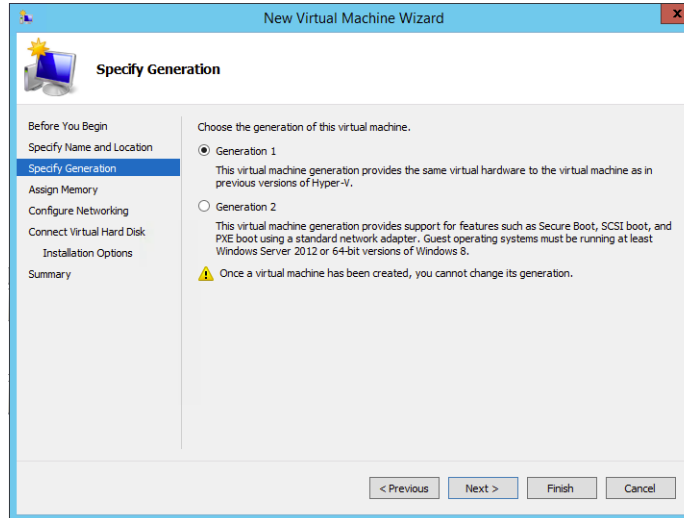 New Virtual Machine Wizard
x
Specify Generation
Before You Begin
Specify Name and Location
Specify Generation
Assign Memory
Configure Networking
Connect Virtual Hard Disk
Installation Options
Summary
Choose the generation of this virtual machine.
Generation 1
This virtual machine generation provides the same virtual hardware to the virtual machine as in
previous versions of Hyper-V.
Generation 2
This virtual machine generation provides support for features such as Secure Boot, SCSI boot, and
PXE boot using a standard network adapter. Guest operating systems must be running at least
Windows Server 2012 or 64-bit versions of Windows 8.
Once a virtual machine has been created, you cannot change its generation.
< Previous
Next >
Finish
Cancel